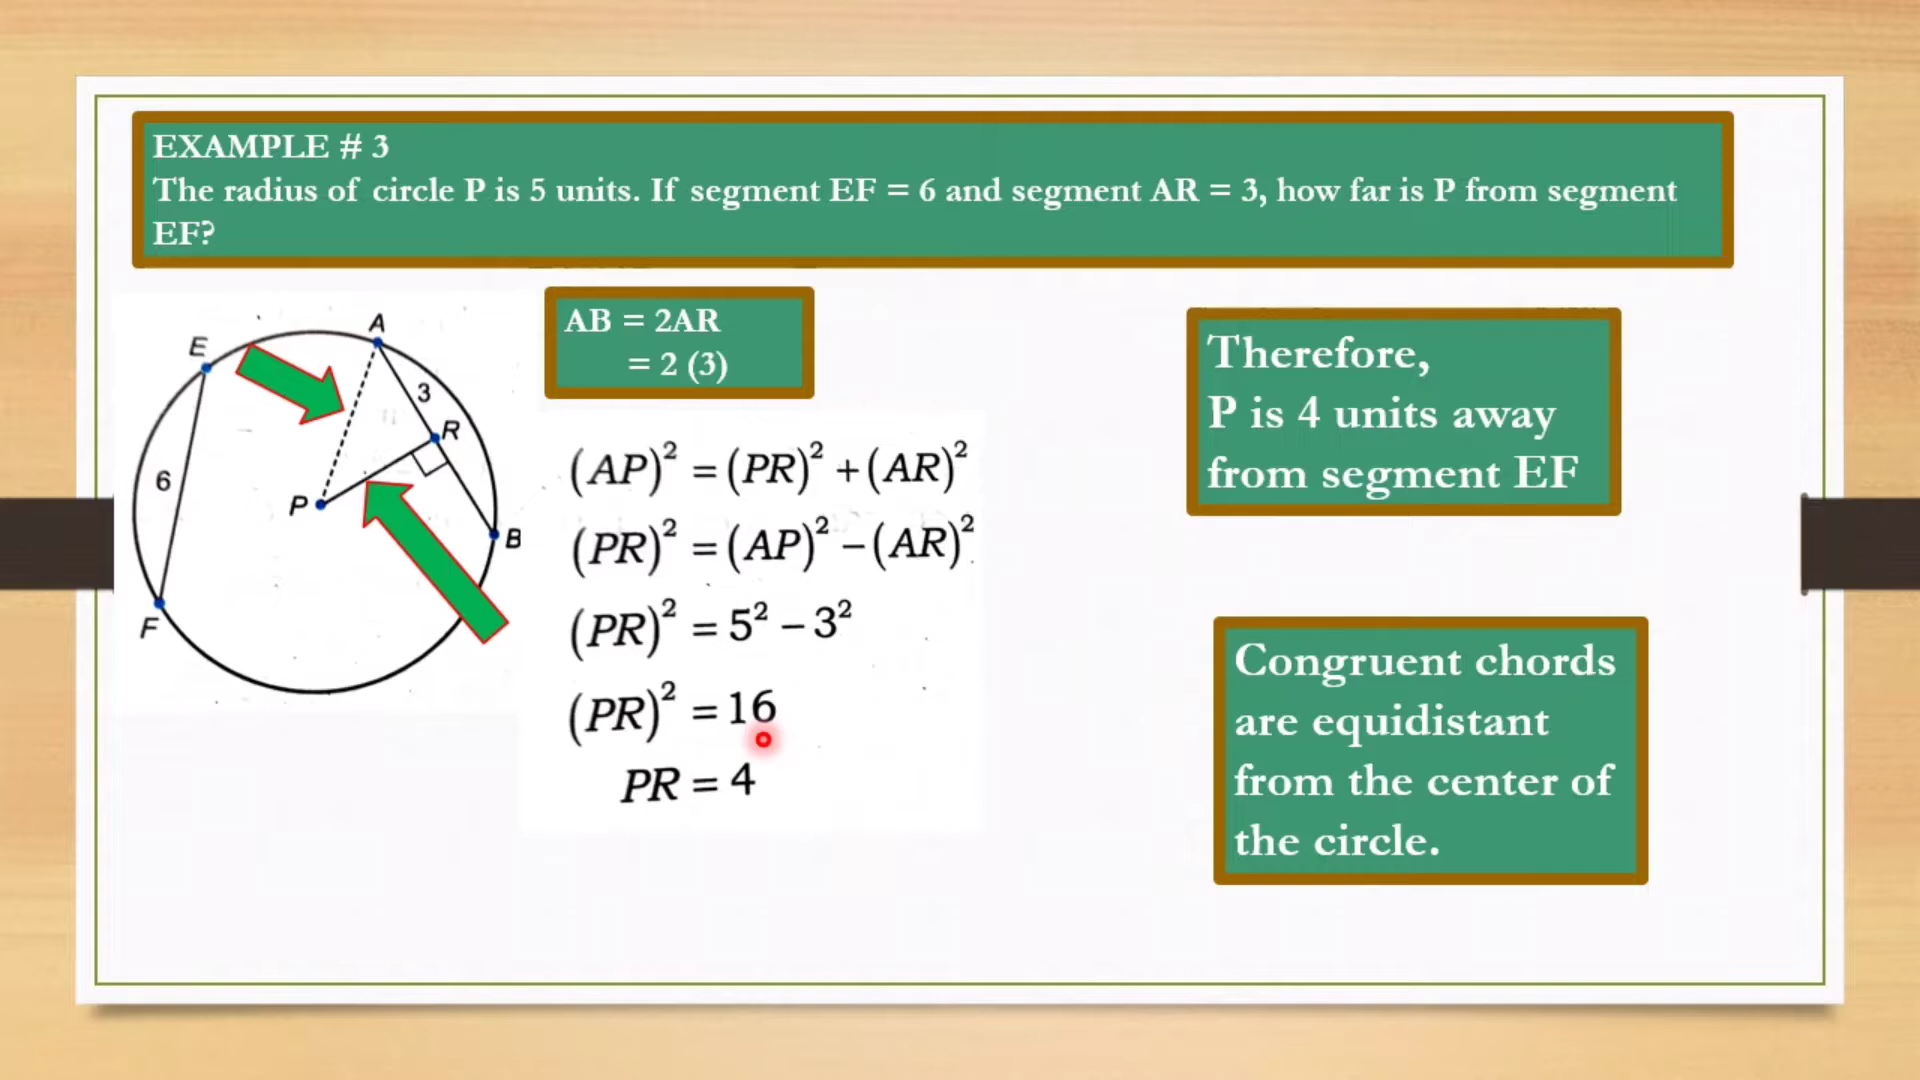 EXAMPLE # 3
The radius of circle P is 5 units. If segment EF = 6 and segment AR = 3, how far is P from segment
EF?
AB = 2AR
= 2 (3)
A
E
3
R
6
P
B
F
(AP)² = (PR)² + (AR)²
(PR)² = (AP)² − (AR)²
(PR)² = 5² − 3²
(PR)² = 16
PR = 4
Therefore,
P is 4 units away
from segment EF
Congruent chords
are equidistant
from the center of
the circle.